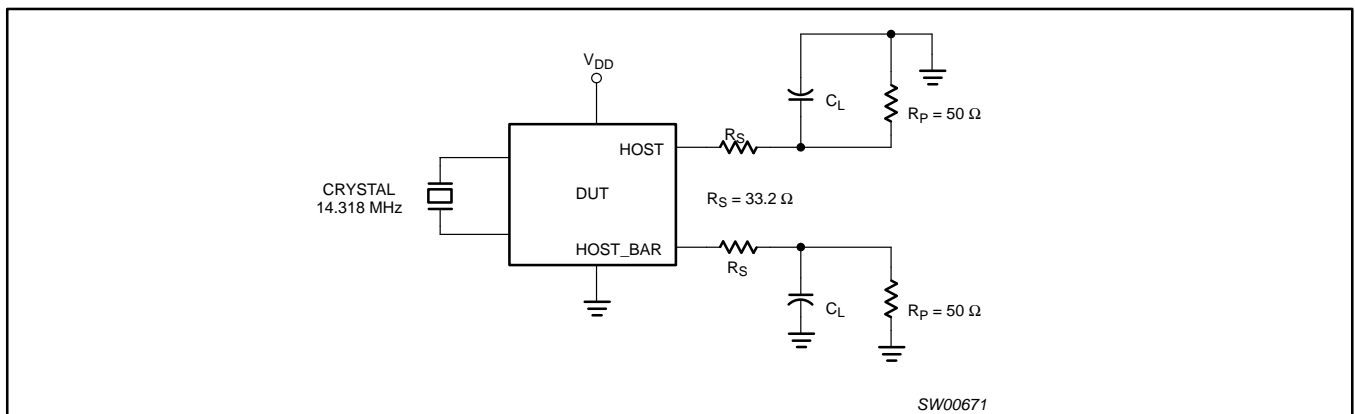 VDD
CL
RP = 50 Ω
RS
HOST
CRYSTAL
14.318 MHz
DUT
RS = 33.2 Ω
HOST_BAR
RS
CL
RP = 50 Ω
SW00671